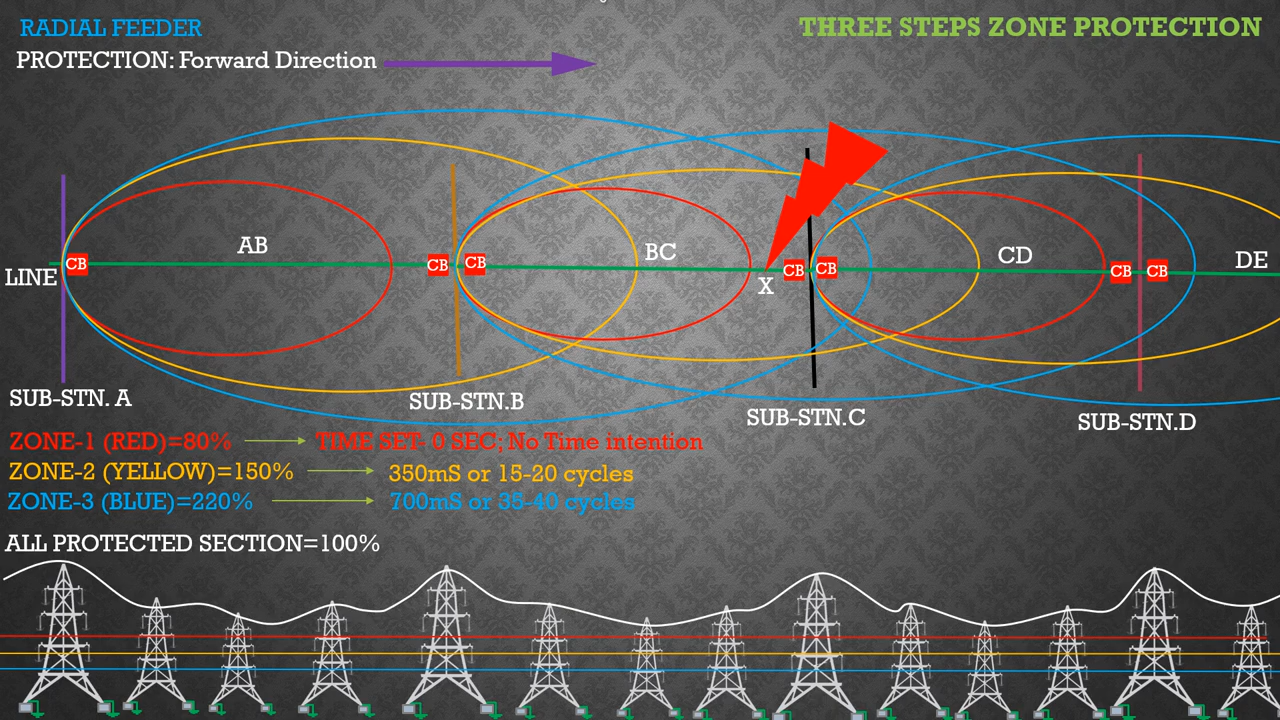 RADIAL FEEDER
THREE STEPS ZONE PROTECTION
PROTECTION: Forward Direction
AB
BC
CD
DE
LINE
CB
CB
CB
X
CB
CB
CB
CB
SUB-STN. A
SUB-STN.B
SUB-STN.C
SUB-STN.D
ZONE-1 (RED)=80% TIME SET- 0 SEC; No Time intention
ZONE-2 (YELLOW)=150% 350mS or 15-20 cycles
ZONE-3 (BLUE)=220% 700mS or 35-40 cycles
ALL PROTECTED SECTION=100%